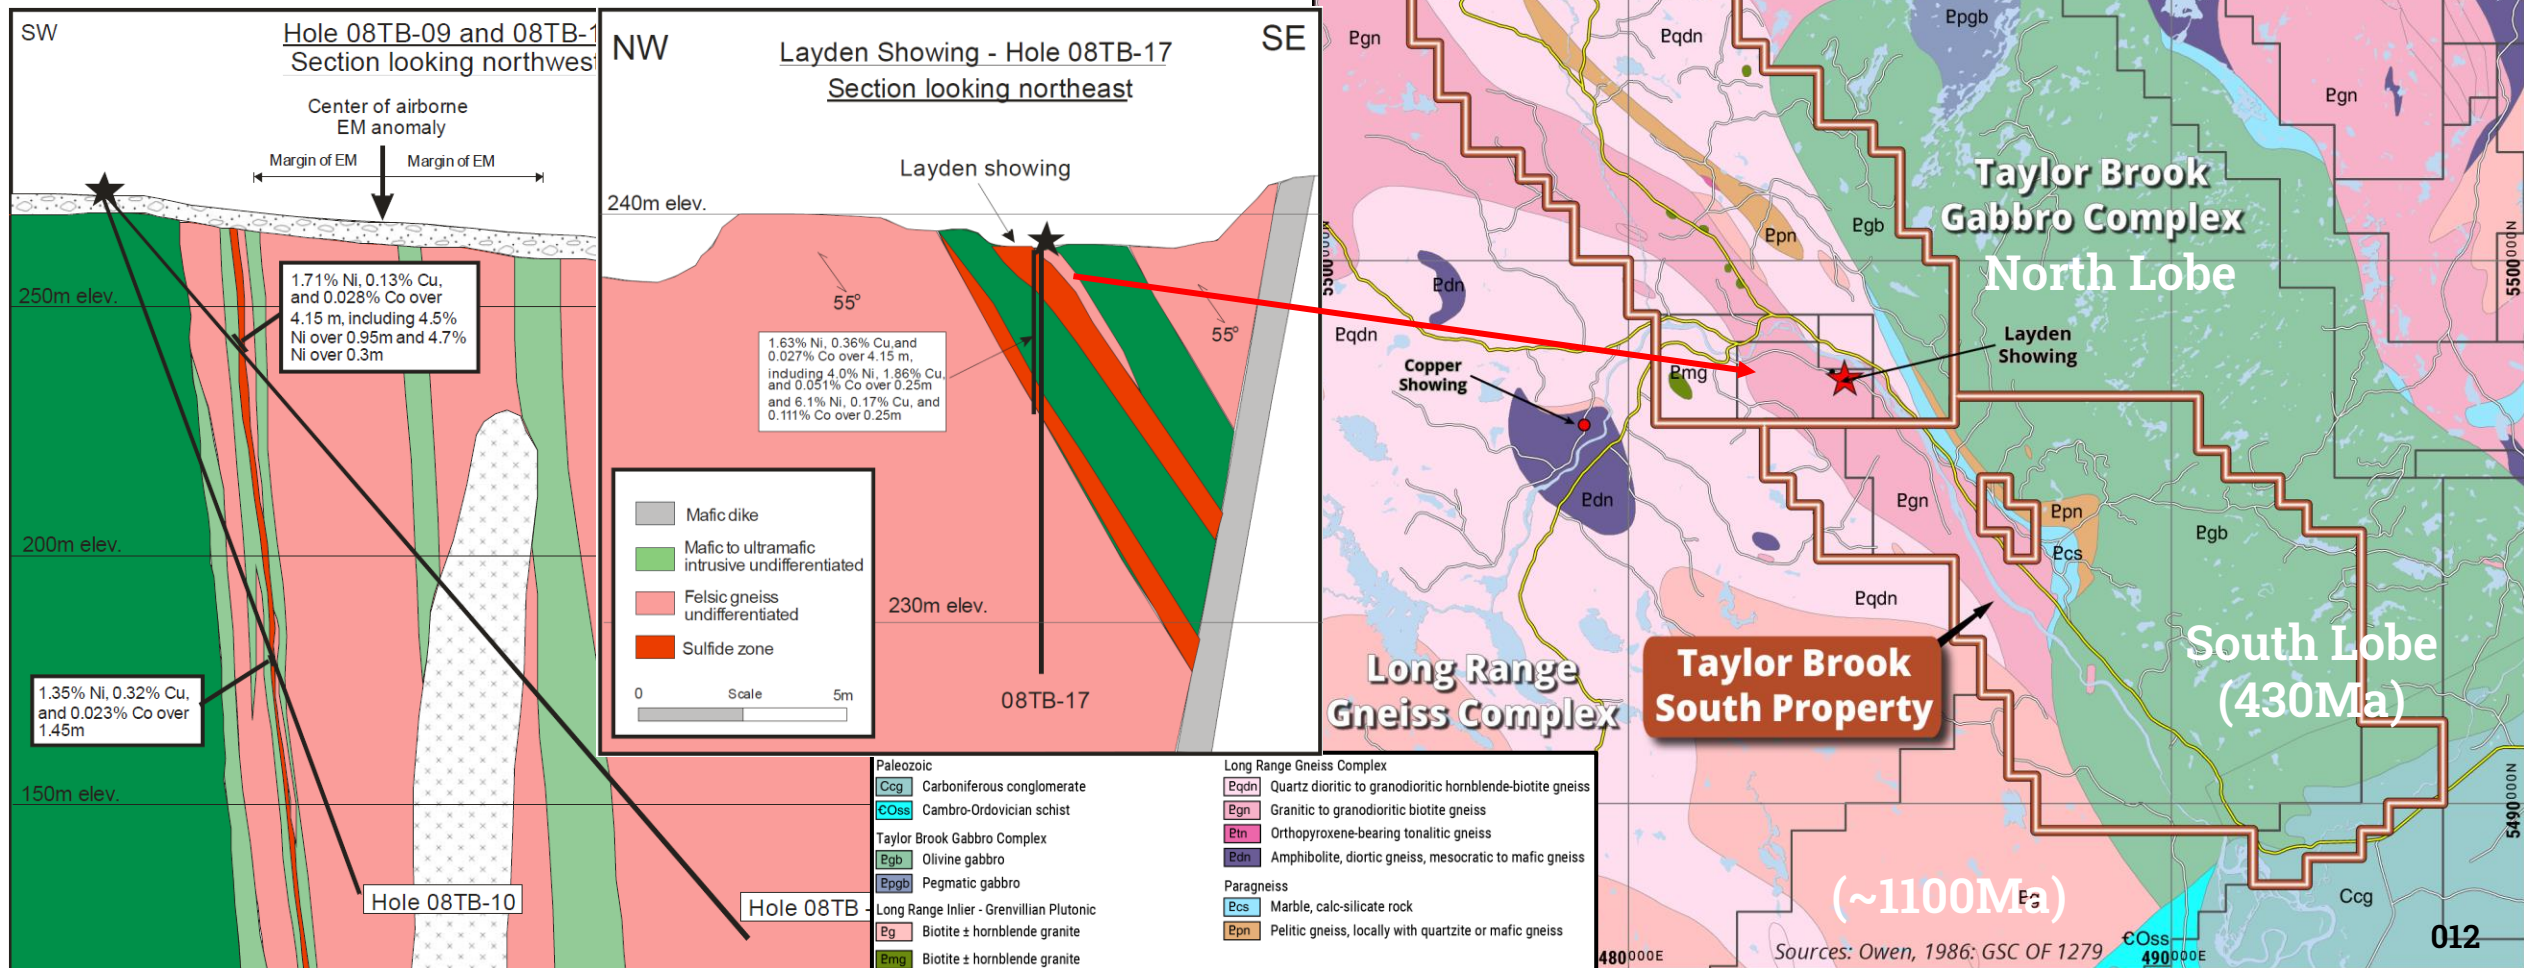 SW
Hole 08TB-09 and 08TB-1
Section looking northwest
Center of airborne
EM anomaly
Margin of EM
Margin of EM
250m elev.
1.71% Ni, 0.13% Cu,
and 0.028% Co over
4.15 m, including 4.5%
Ni over 0.95m and 4.7%
Ni over 0.3m
200m elev.
1.35% Ni, 0.32% Cu,
and 0.023% Co over
1.45m
150m elev.
Hole 08TB-10
Hole 08TB -
NW
SE
Layden Showing - Hole 08TB-17
Section looking northeast
Layden showing
240m elev.
55°
55°
1.63% Ni, 0.36% Cu,and
0.027% Co over 4.15 m,
including 4.0% Ni, 1.86% Cu,
and 0.051% Co over 0.25m
and 6.1% Ni, 0.17% Cu, and
0.111% Co over 0.25m
230m elev.
08TB-17
Mafic dike
Mafic to ultramafic
intrusive undifferentiated
Felsic gneiss
undifferentiated
Sulfide zone
0 Scale 5m
Paleozoic
Ccg Carboniferous conglomerate
ЄOss Cambro-Ordovician schist
Taylor Brook Gabbro Complex
Pgb Olivine gabbro
Ppgb Pegmatic gabbro
Long Range Inlier - Grenvillian Plutonic
Pg Biotite ± hornblende granite
Pmg Biotite ± hornblende granite
Long Range Gneiss Complex
Pqdn Quartz dioritic to granodioritic hornblende-biotite gneiss
Pgn Granitic to granodioritic biotite gneiss
Ptn Orthopyroxene-bearing tonalitic gneiss
Pdn Amphibolite, diortic gneiss, mesocratic to mafic gneiss
Paragneiss
Pcs Marble, calc-silicate rock
Ppn Pelitic gneiss, locally with quartzite or mafic gneiss
Pgn
Pqdn
Ppgb
Pgn
Taylor Brook
Gabbro Complex
North Lobe
Pgb
Ppn
5500000N
5500000N
Pdn
Pqdn
Layden
Showing
Copper
Showing
Pmg
Pdn
Pgn
Ppn
Pcs
Pgb
Pqdn
Long Range
Gneiss Complex
Taylor Brook
South Property
South Lobe
(430Ma)
5490000N
(~1100Ma)
Pg
Ccg
ЄOss
480000E
Sources: Owen, 1986: GSC OF 1279
490000E
012